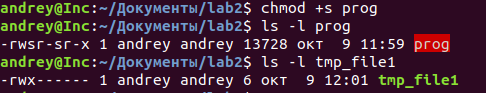 andrey@Inc:~/Документы/lab2$ chmod +s prog
andrey@Inc:~/Документы/lab2$ ls -l prog
-rwsr-sr-x 1 andrey andrey 13728 окт  9 11:59 prog
andrey@Inc:~/Документы/lab2$ ls -l tmp_file1
-rwx------ 1 andrey andrey 6 окт  9 12:01 tmp_file1